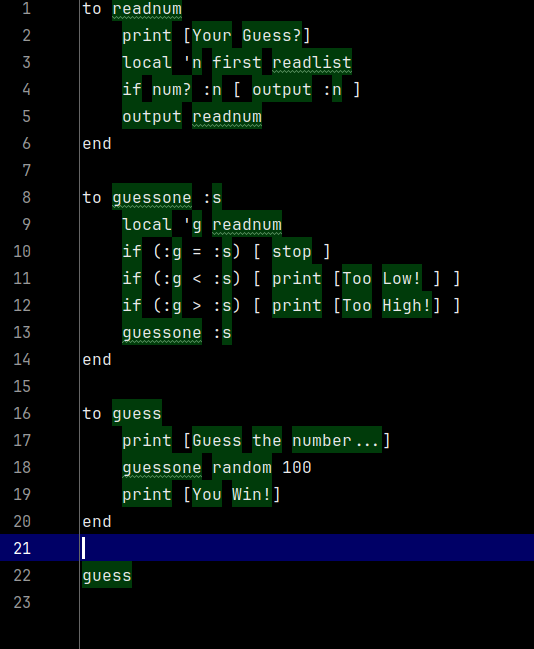 1 to readnum
2 print [Your Guess?]
3 local 'n first readlist
4 if num? :n [ output :n ]
5 output readnum
6 end
7
8 to guessone :s
9 local 'g readnum
10 if (:g = :s) [ stop ]
11 if (:g < :s) [ print [Too Low! ] ]
12 if (:g > :s) [ print [Too High!] ]
13 guessone :s
14 end
15
16 to guess
17 print [Guess the number...]
18 guessone random 100
19 print [You Win!]
20 end
21
22 guess
23